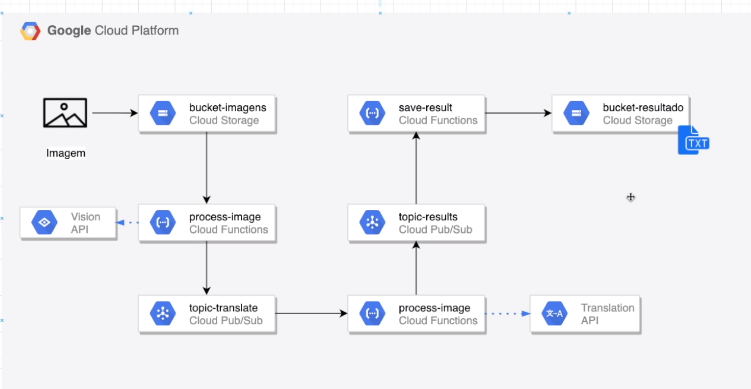 Google Cloud Platform
Imagem
bucket-imagens
Cloud Storage
save-result
Cloud Functions
bucket-resultado
Cloud Storage
TXT
Vision
API
process-image
Cloud Functions
topic-results
Cloud Pub/Sub
topic-translate
Cloud Pub/Sub
process-image
Cloud Functions
文-A
Translation
API